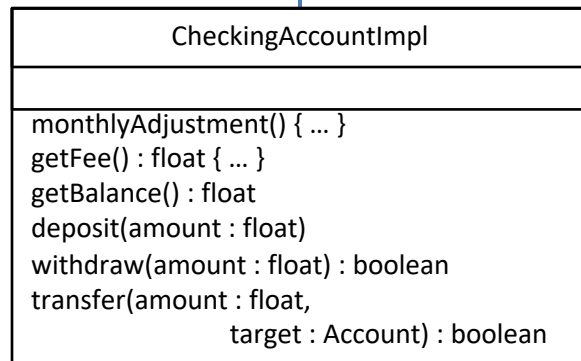 CheckingAccountImpl
monthlyAdjustment() { … }
getFee() : float { … }
getBalance() : float
deposit(amount : float)
withdraw(amount : float) : boolean
transfer(amount : float,
target : Account) : boolean